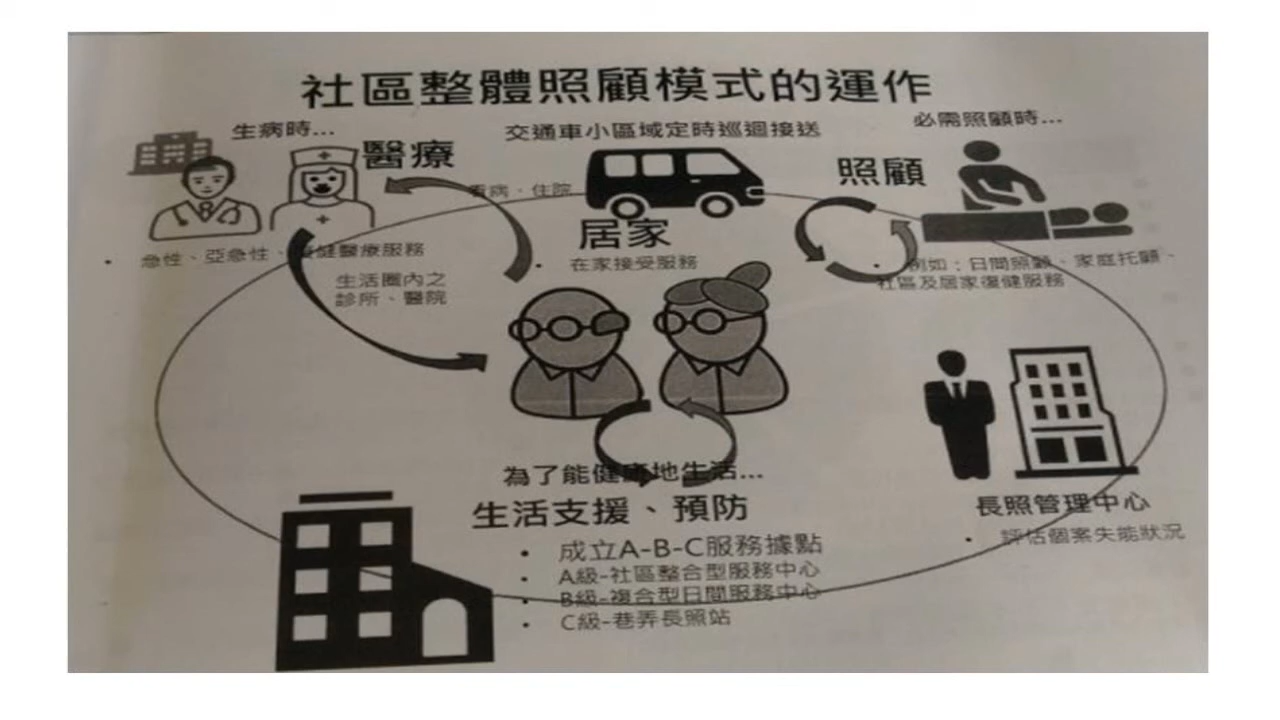 社區整體照顧模式的運作
生病時...
醫療
交通車小區域定時巡迴接送
必需照顧時...
照顧
看病、住院
居家
• 在家接受服務
• 急性、亞急性、復健醫療服務
生活圈內之
診所、醫院
• 例如：日間照顧、家庭托顧、
社區及居家復健服務
為了能健康地生活...
生活支援、預防
• 成立A-B-C服務據點
• A級-社區整合型服務中心
• B級-複合型日間服務中心
• C級-巷弄長照站
長照管理中心
• 評估個案失能狀況